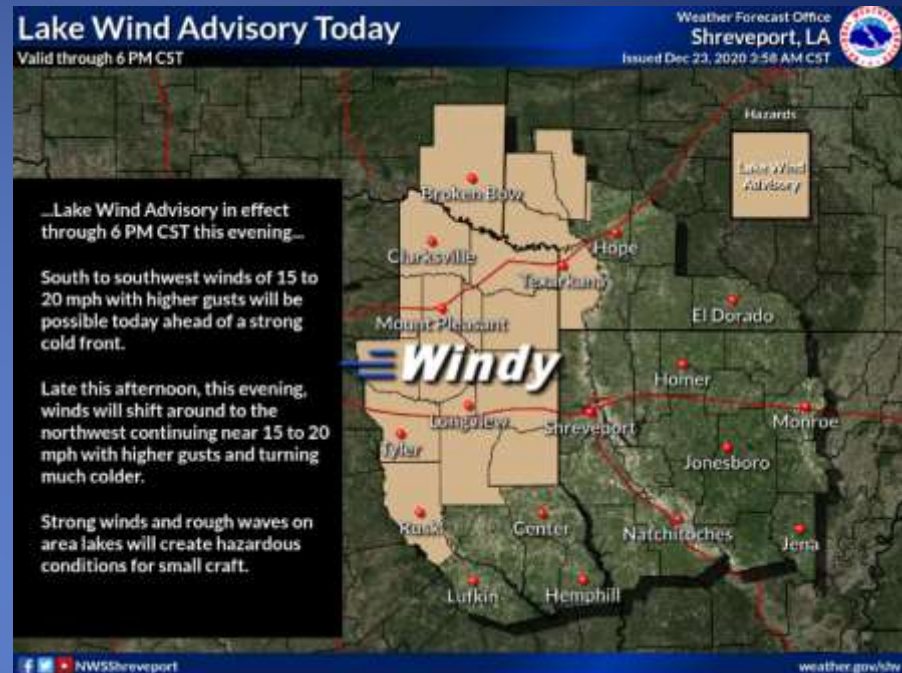 Lake Wind Advisory Today
Valid through 6 PM CST
Weather Forecast Office
Shreveport, LA
Issued Dec 23, 2020 3:58 AM CST
Hazards
Lake Wind
Advisory
...Lake Wind Advisory in effect
through 6 PM CST this evening...
South to southwest winds of 15 to
20 mph with higher gusts will be
possible today ahead of a strong
cold front.
Late this afternoon, this evening,
winds will shift around to the
northwest continuing near 15 to 20
mph with higher gusts and turning
much colder.
Strong winds and rough waves on
area lakes will create hazardous
conditions for small craft.
Broken Bow
Clarksville
Hope
Texarkana
Mount Pleasant
El Dorado
Windy
Homer
Longview
Shreveport
Monroe
Tyler
Jonesboro
Rusk
Center
Natchitoches
Jena
Lufkin
Hemphill
NWSShreveport
weather.gov/shv